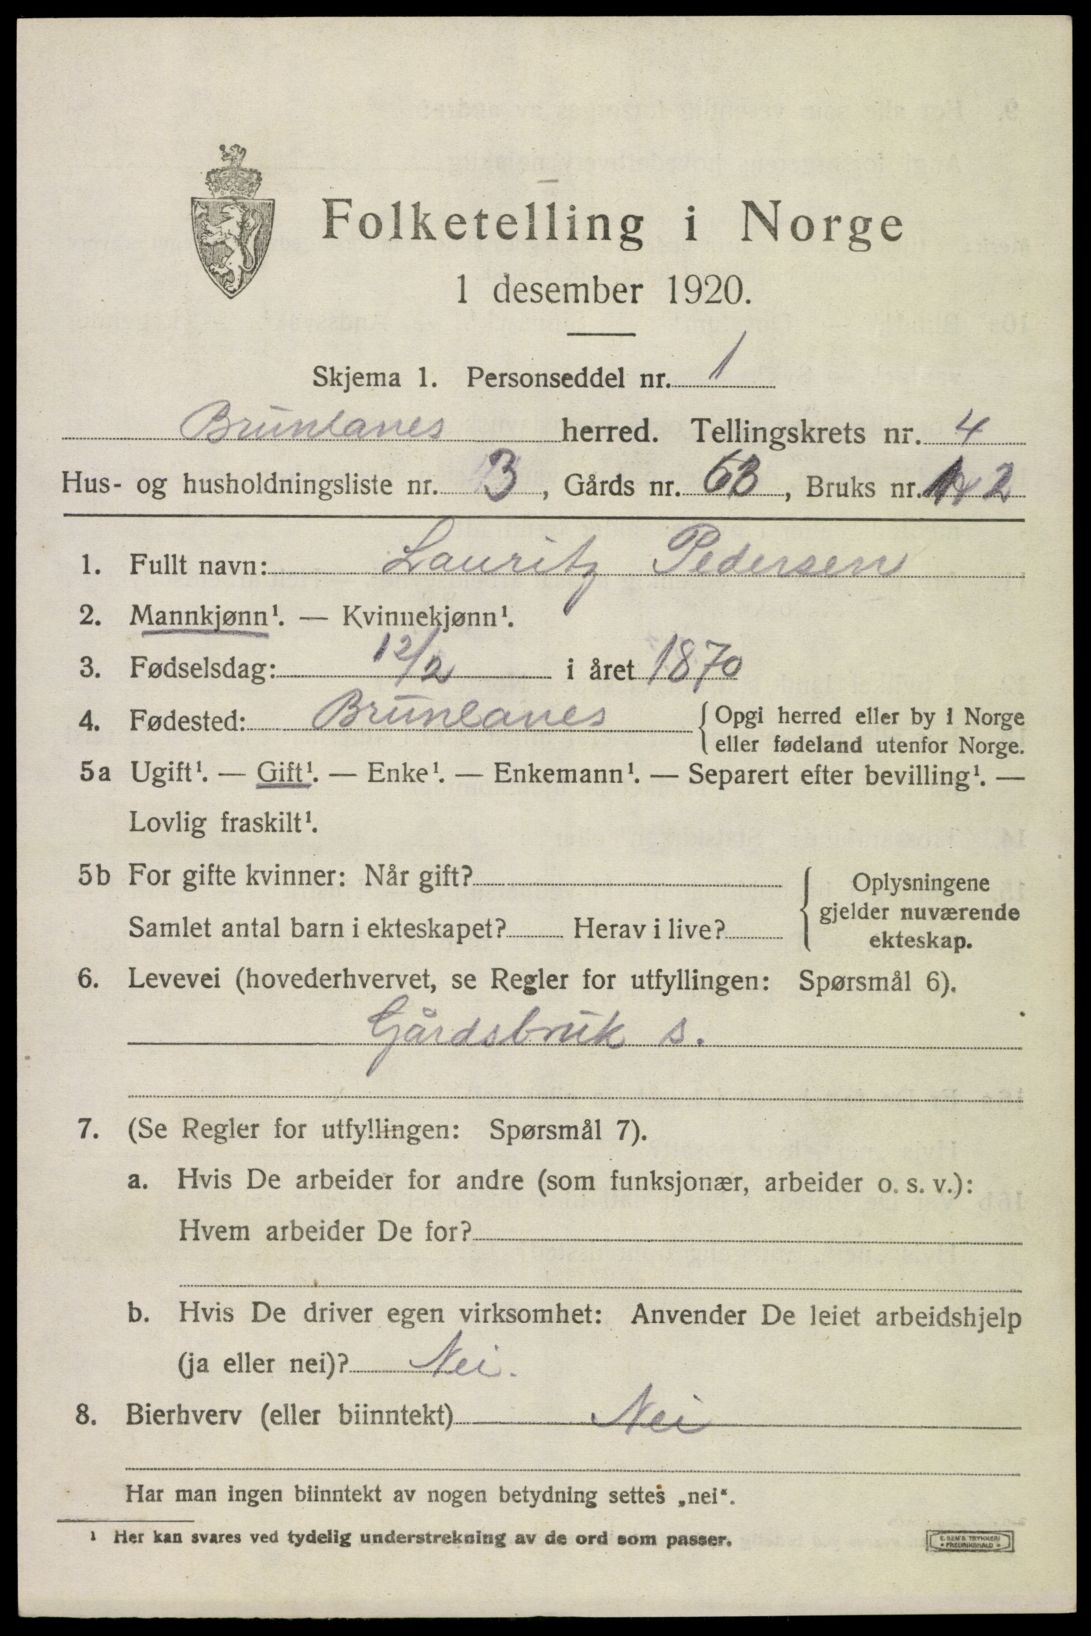 Folketelling i Norge
1 desember 1920.
Skjema 1. Personseddel nr. 1
Brunlanes herred. Tellingskrets nr. 4
Hus- og husholdningsliste nr. 3, Gårds nr. 63, Bruks nr. 2
1. Fullt navn: Lauritz Pedersen
2. Mannkjønn¹. — Kvinnekjønn¹.
3. Fødselsdag: 12/2 i året 1870
4. Fødested: Brunlanes {Opgi herred eller by i Norge
eller fødeland utenfor Norge.
5a Ugift¹. — Gift¹. — Enke¹. — Enkemann¹. — Separert efter bevilling¹. —
Lovlig fraskilt¹.
5b For gifte kvinner: Når gift? { Oplysningene
gjelder nuværende
Samlet antal barn i ekteskapet? Herav i live?
ekteskap.
6. Levevei (hovederhvervet, se Regler for utfyllingen: Spørsmål 6).
Gårdsbruk s.
7. (Se Regler for utfyllingen: Spørsmål 7).
a. Hvis De arbeider for andre (som funksjonær, arbeider o. s. v.):
Hvem arbeider De for?
b. Hvis De driver egen virksomhet: Anvender De leiet arbeidshjelp
(ja eller nei)? Nei.
8. Bierhverv (eller biinntekt) Nei
Har man ingen biinntekt av nogen betydning settes „nei".
¹ Her kan svares ved tydelig understrekning av de ord som passer.